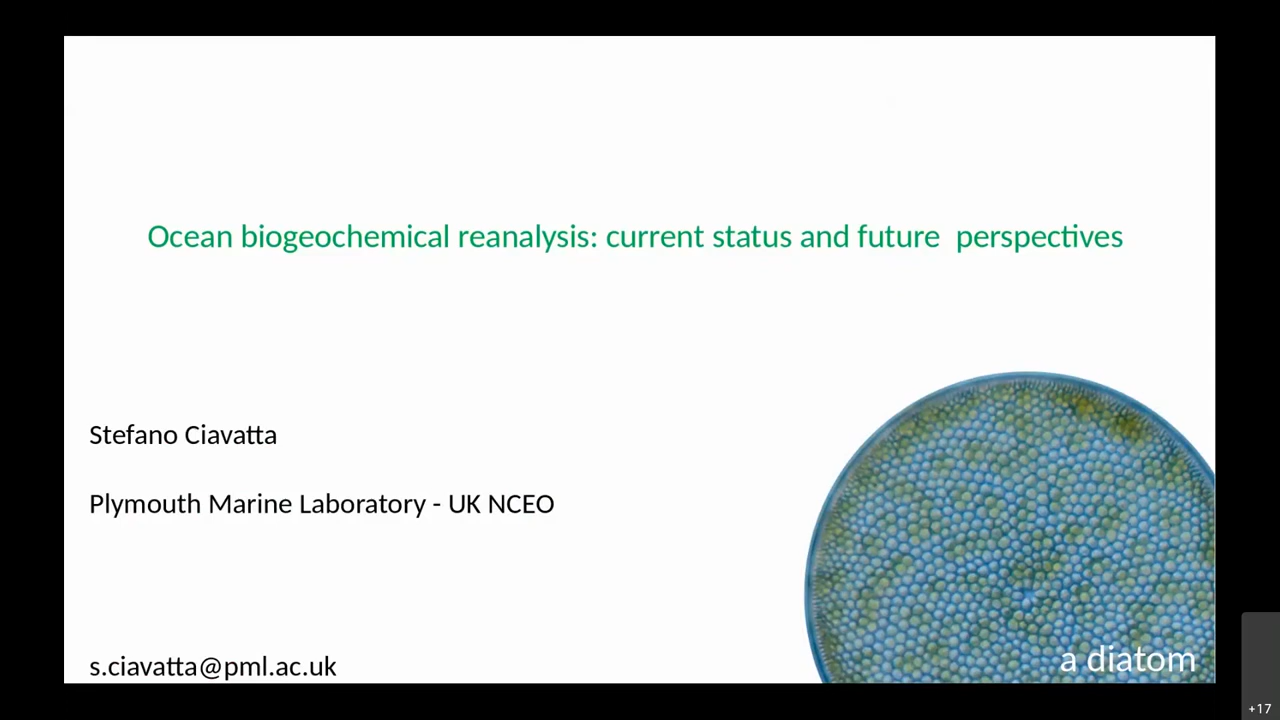 Ocean biogeochemical reanalysis: current status and future  perspectives
Stefano Ciavatta
Plymouth Marine Laboratory - UK NCEO
s.ciavatta@pml.ac.uk
a diatom
+17